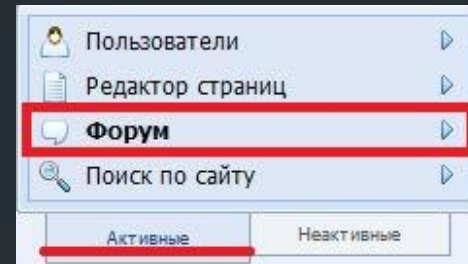 Пользователи
Редактор страниц
Форум
Поиск по сайту
Активные Неактивные